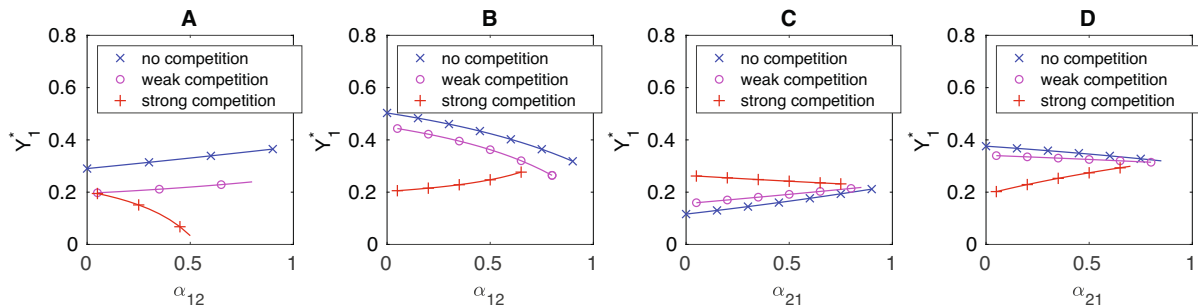 A
0.8
0.6
0.4
0.2
0
Y*1
no competition
weak competition
strong competition
0 0.5 1
α12
B
0.8
0.6
0.4
0.2
0
Y*1
no competition
weak competition
strong competition
0 0.5 1
α12
C
0.8
0.6
0.4
0.2
0
Y*1
no competition
weak competition
strong competition
0 0.5 1
α21
D
0.8
0.6
0.4
0.2
0
Y*1
no competition
weak competition
strong competition
0 0.5 1
α21